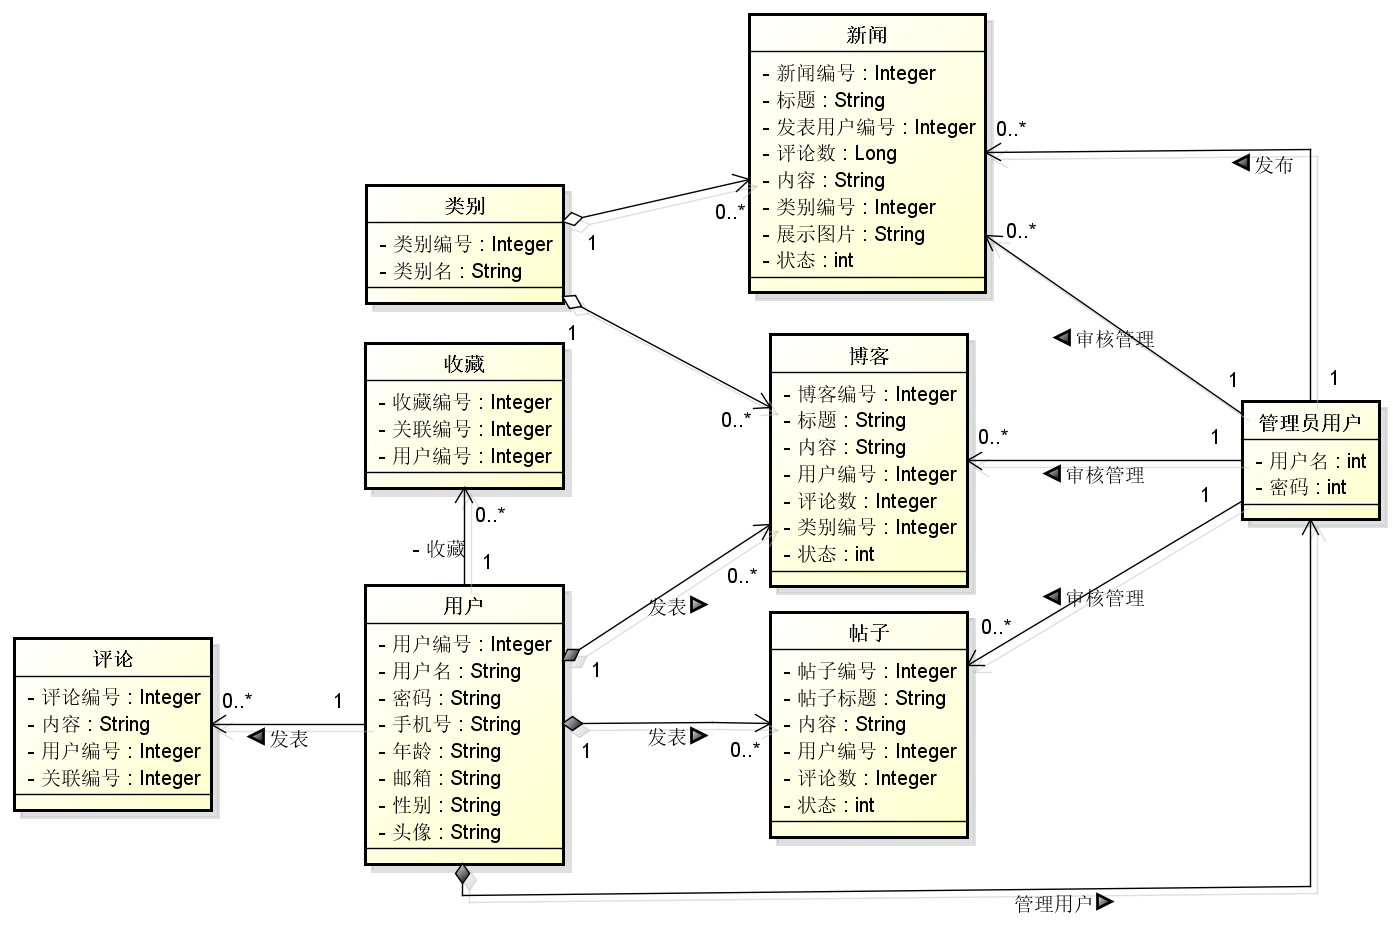 新闻
- 新闻编号 : Integer
- 标题 : String
- 发表用户编号 : Integer
- 评论数 : Long
- 内容 : String
- 类别编号 : Integer
- 展示图片 : String
- 状态 : int
类别
- 类别编号 : Integer
- 类别名 : String
1
0..*
1
0..*
0..*
发布
1
0..*
审核管理
1
收藏
- 收藏编号 : Integer
- 关联编号 : Integer
- 用户编号 : Integer
0..*
- 收藏
1
博客
- 博客编号 : Integer
- 标题 : String
- 内容 : String
- 用户编号 : Integer
- 评论数 : Integer
- 类别编号 : Integer
- 状态 : int
0..*
审核管理
1
管理员用户
- 用户名 : int
- 密码 : int
1
审核管理
0..*
用户
- 用户编号 : Integer
- 用户名 : String
- 密码 : String
- 手机号 : String
- 年龄 : String
- 邮箱 : String
- 性别 : String
- 头像 : String
0..*
发表
1
1
发表
0..*
评论
- 评论编号 : Integer
- 内容 : String
- 用户编号 : Integer
- 关联编号 : Integer
0..*
1
发表
帖子
- 帖子编号 : Integer
- 帖子标题 : String
- 内容 : String
- 用户编号 : Integer
- 评论数 : Integer
- 状态 : int
管理用户